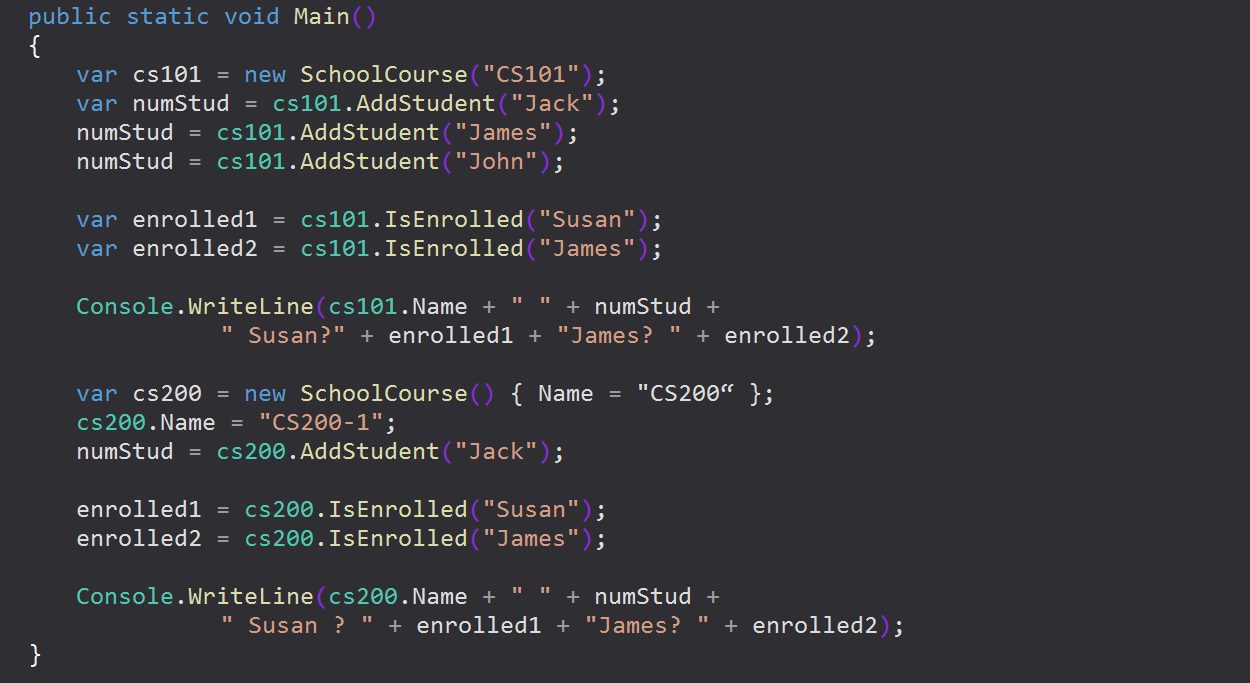 public static void Main()
{
var cs101 = new SchoolCourse("CS101");
var numStud = cs101.AddStudent("Jack");
numStud = cs101.AddStudent("James");
numStud = cs101.AddStudent("John");
var enrolled1 = cs101.IsEnrolled("Susan");
var enrolled2 = cs101.IsEnrolled("James");
Console.WriteLine(cs101.Name + " " + numStud +
" Susan?" + enrolled1 + "James? " + enrolled2);
var cs200 = new SchoolCourse() { Name = "CS200“ };
cs200.Name = "CS200-1";
numStud = cs200.AddStudent("Jack");
enrolled1 = cs200.IsEnrolled("Susan");
enrolled2 = cs200.IsEnrolled("James");
Console.WriteLine(cs200.Name + " " + numStud +
" Susan ? " + enrolled1 + "James? " + enrolled2);
}